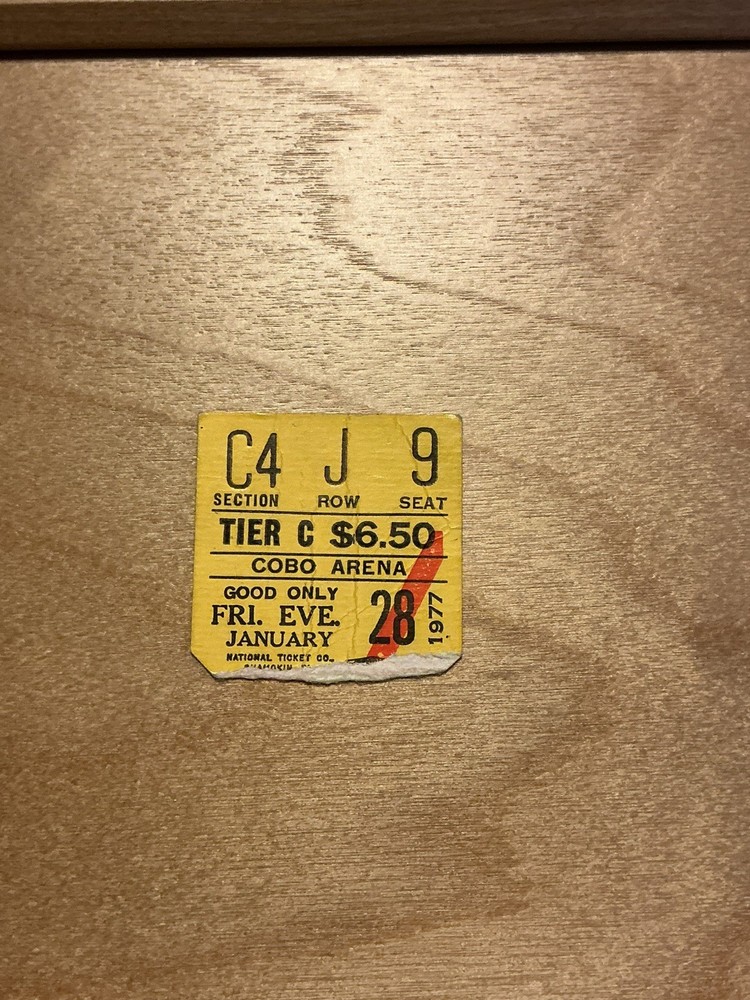 C4 J 9
SECTION ROW SEAT
TIER C $6.50
COBO ARENA
GOOD ONLY
FRI. EVE. 28 1977
JANUARY
NATIONAL TICKET CO.,